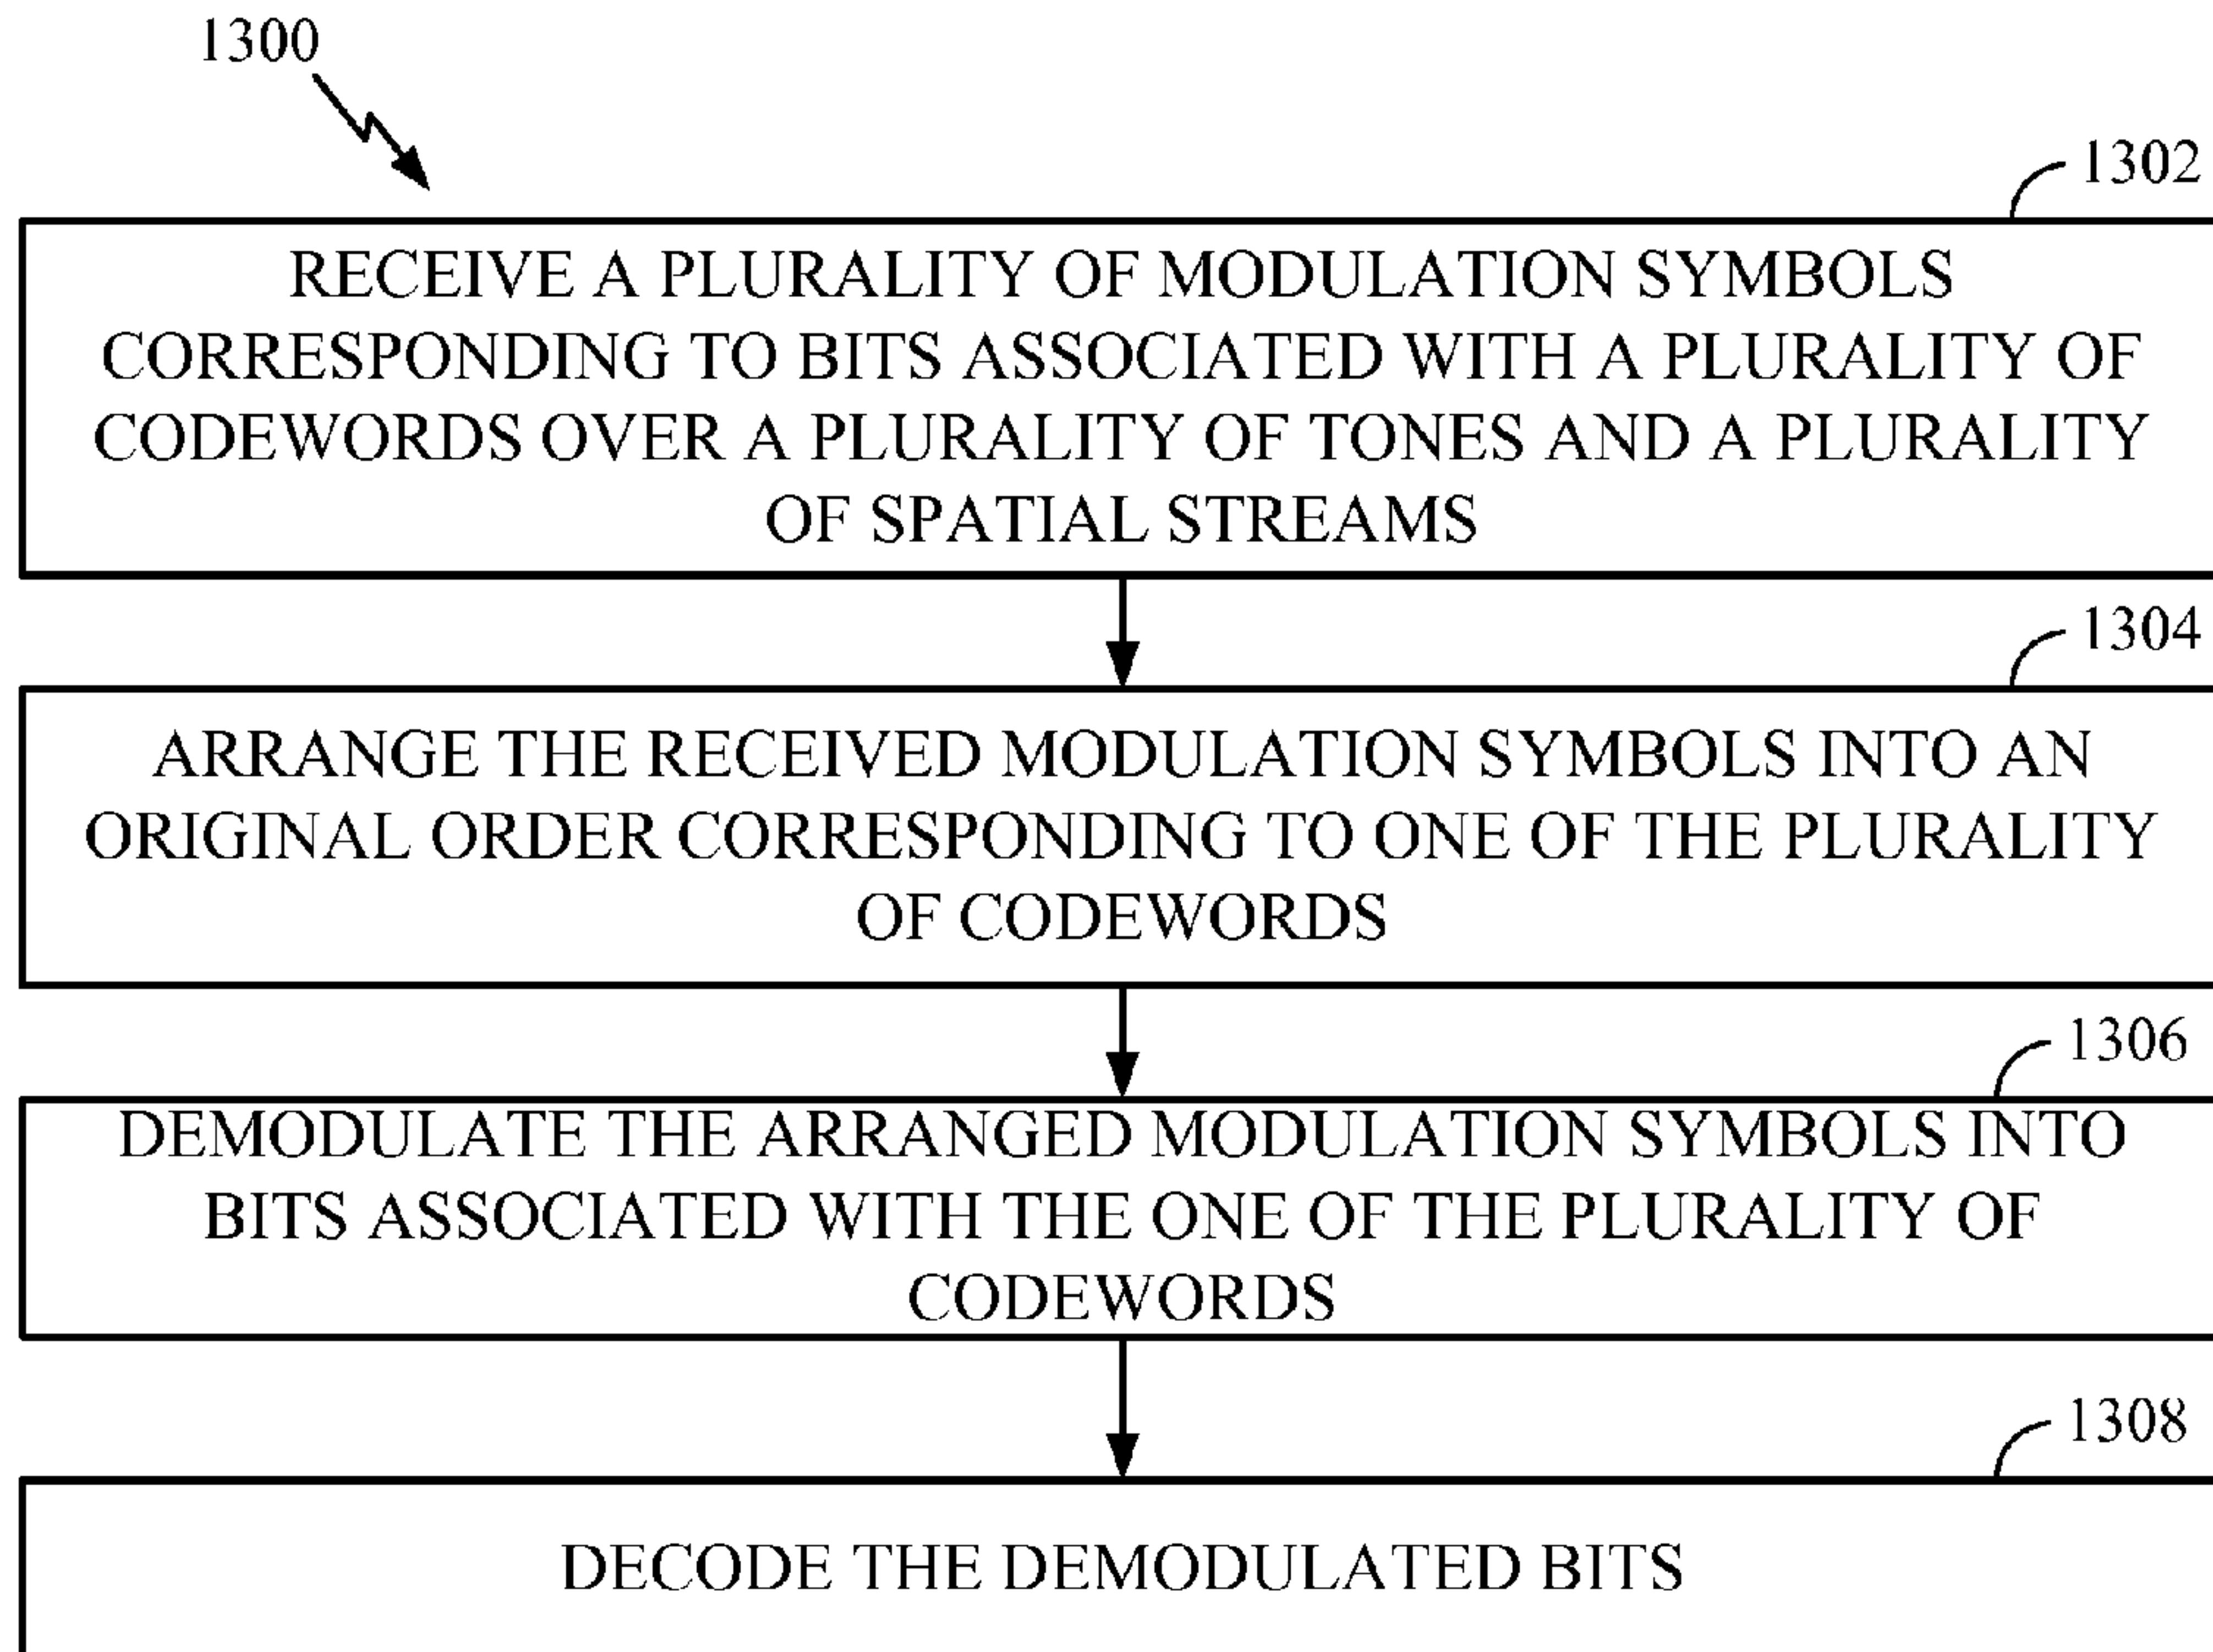 1300
1302
RECEIVE A PLURALITY OF MODULATION SYMBOLS
CORRESPONDING TO BITS ASSOCIATED WITH A PLURALITY OF
CODEWORDS OVER A PLURALITY OF TONES AND A PLURALITY
OF SPATIAL STREAMS
1304
ARRANGE THE RECEIVED MODULATION SYMBOLS INTO AN
ORIGINAL ORDER CORRESPONDING TO ONE OF THE PLURALITY
OF CODEWORDS
1306
DEMODULATE THE ARRANGED MODULATION SYMBOLS INTO
BITS ASSOCIATED WITH THE ONE OF THE PLURALITY OF
CODEWORDS
1308
DECODE THE DEMODULATED BITS